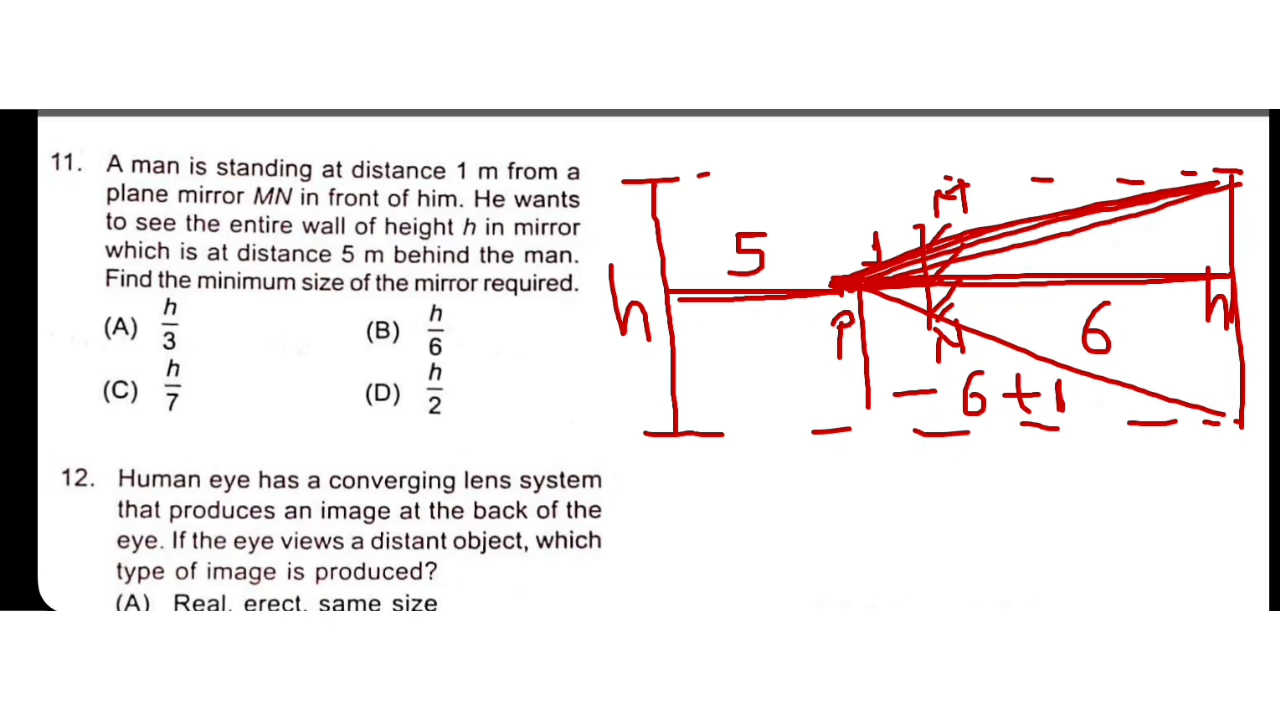 11. A man is standing at distance 1 m from a
plane mirror MN in front of him. He wants
to see the entire wall of height h in mirror
which is at distance 5 m behind the man.
Find the minimum size of the mirror required.
(A) h/3 (B) h/6
(C) h/7 (D) h/2
12. Human eye has a converging lens system
that produces an image at the back of the
eye. If the eye views a distant object, which
type of image is produced?
(A) Real, erect, same size
M
5 1
h h
P N 6
- 6 + 1